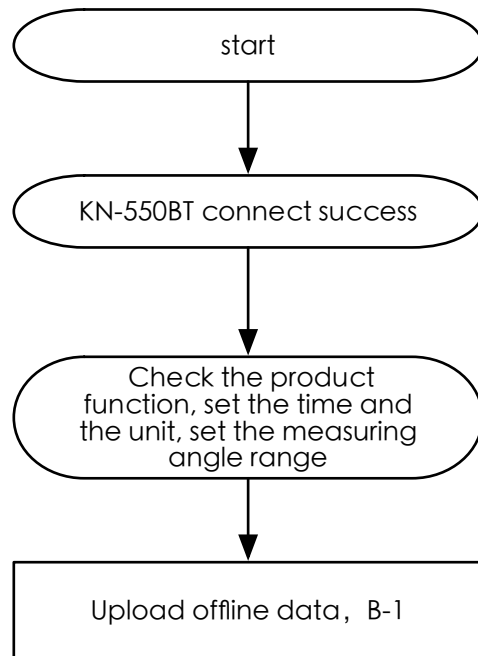 start
KN-550BT connect success
Check the product
function, set the time and
the unit, set the measuring
angle range
Upload offline data, B-1